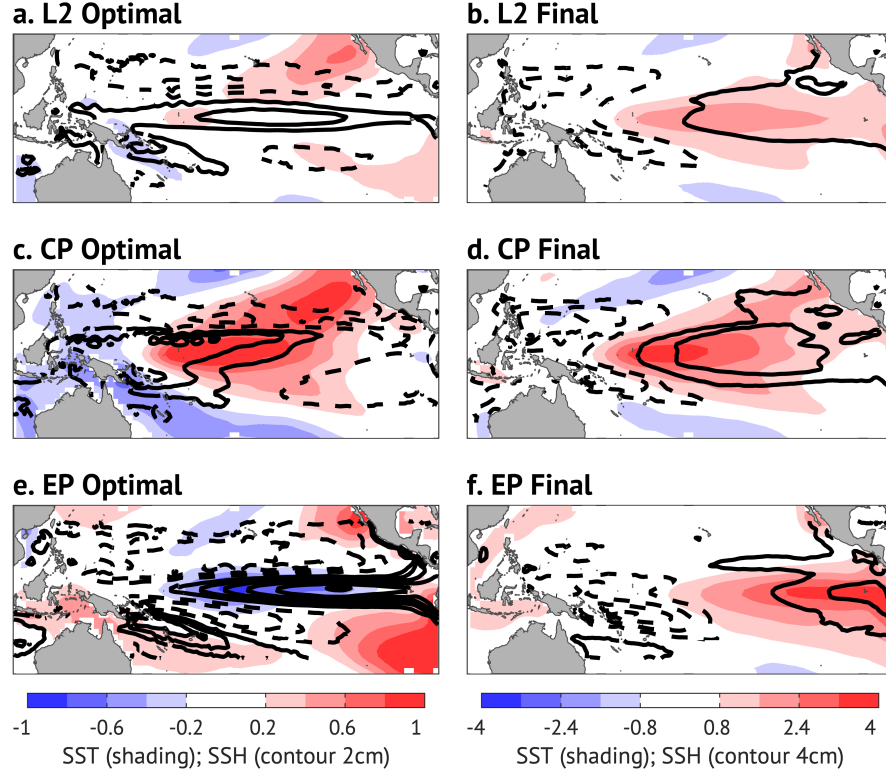 a. L2 Optimal
b. L2 Final
c. CP Optimal
d. CP Final
e. EP Optimal
f. EP Final
-1 -0.6 -0.2 0.2 0.6 1
SST (shading); SSH (contour 2cm)
-4 -2.4 -0.8 0.8 2.4 4
SST (shading); SSH (contour 4cm)